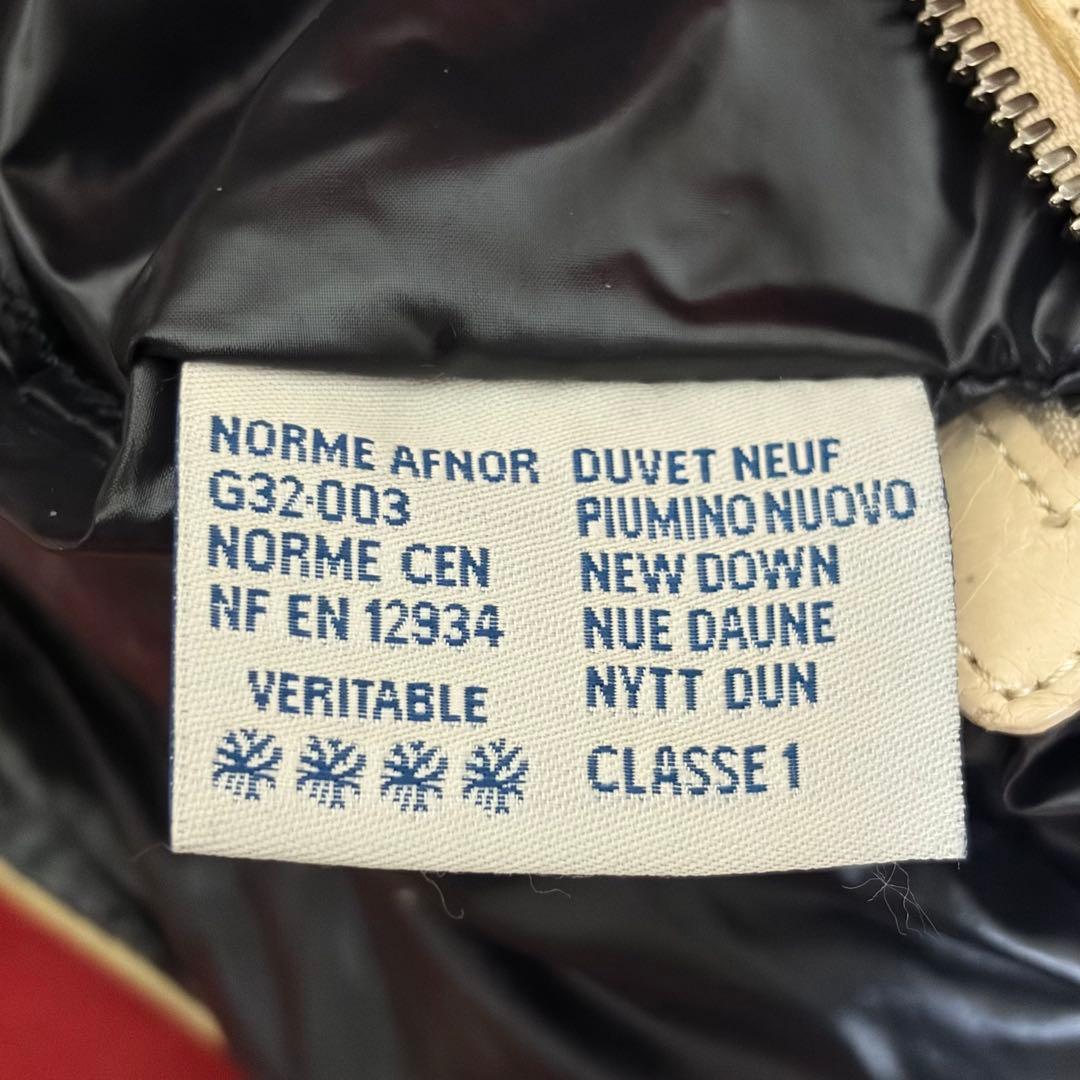 NORME AFNOR
G32-003
NORME CEN
NF EN 12934
VERITABLE
DUVET NEUF
PIUMINO NUOVO
NEW DOWN
NUE DAUNE
NYTT DUN
CLASSE 1